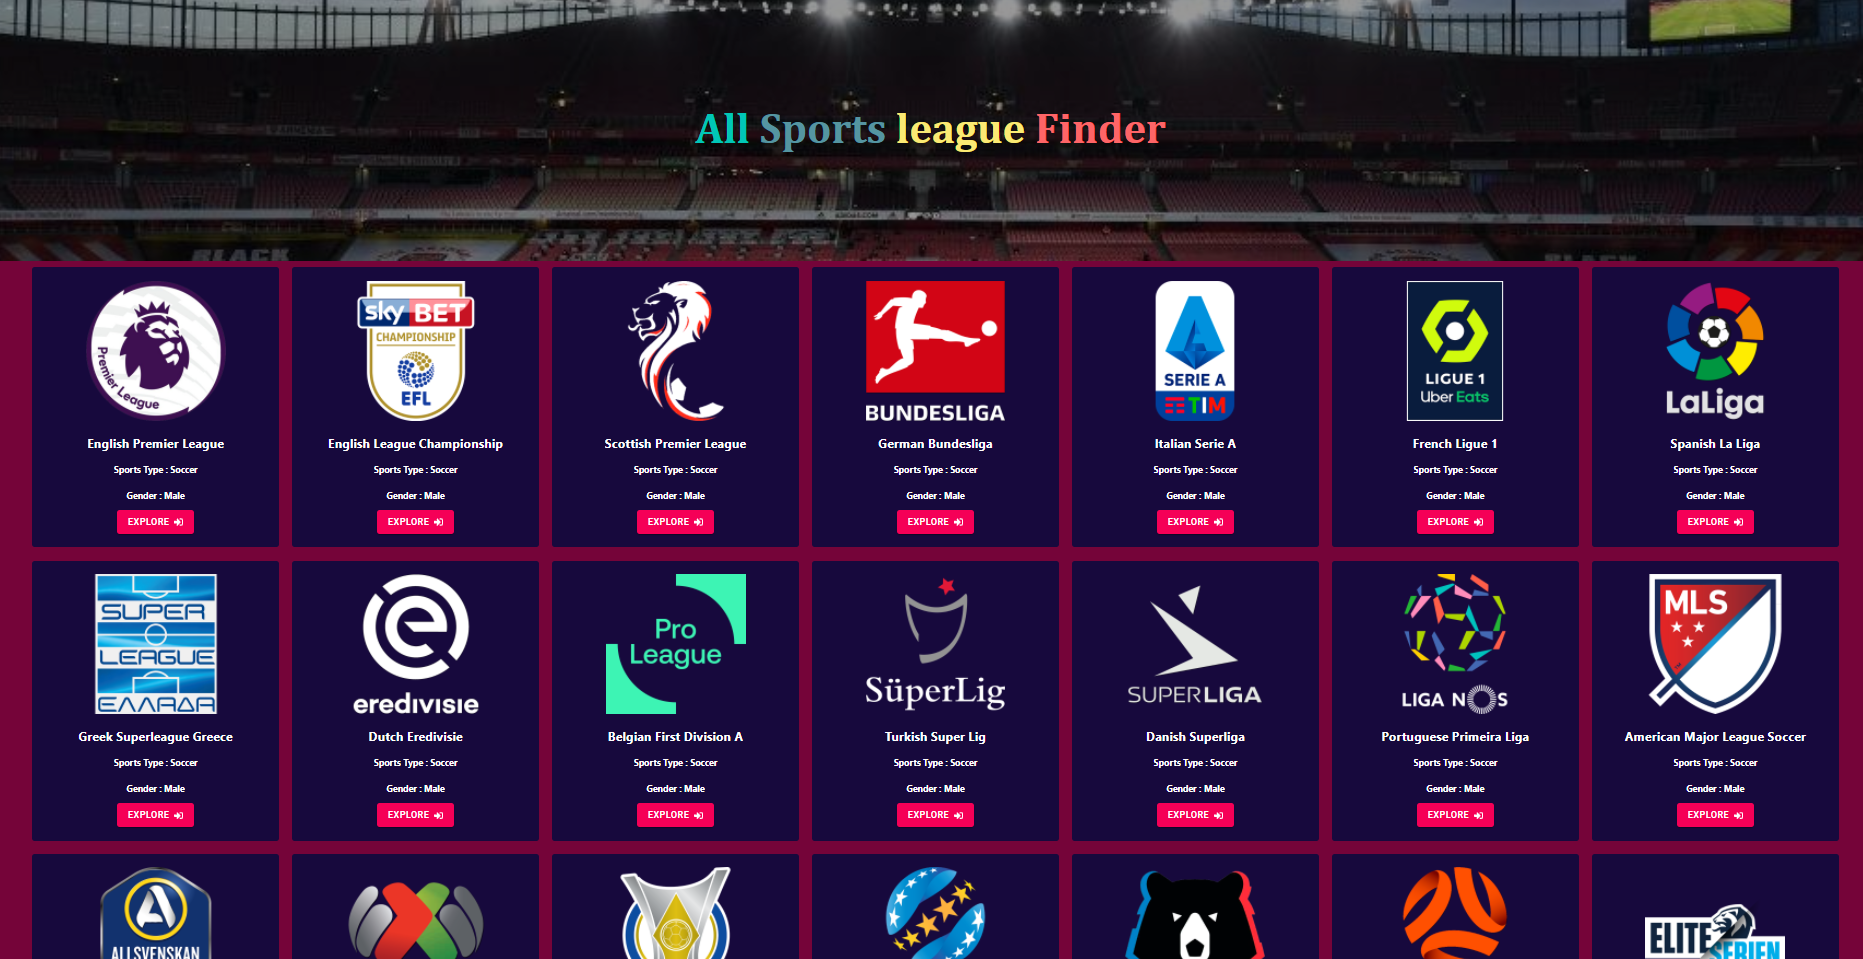 All Sports league Finder
BLACK
Premier League
sky BET
CHAMPIONSHIP
EFL
BUNDESLIGA
SERIE A
TIM
LIGUE 1
Uber Eats
LaLiga
English Premier League
English League Championship
Scottish Premier League
German Bundesliga
Italian Serie A
French Ligue 1
Spanish La Liga
Sports Type : Soccer
Sports Type : Soccer
Sports Type : Soccer
Sports Type : Soccer
Sports Type : Soccer
Sports Type : Soccer
Sports Type : Soccer
Gender : Male
Gender : Male
Gender : Male
Gender : Male
Gender : Male
Gender : Male
Gender : Male
EXPLORE
EXPLORE
EXPLORE
EXPLORE
EXPLORE
EXPLORE
EXPLORE
SUPER
LEAGUE
ΕΛΛΑΔΑ
eredivisie
Pro
League
SüperLig
SUPERLIGA
LIGA NOS
MLS
Greek Superleague Greece
Dutch Eredivisie
Belgian First Division A
Turkish Super Lig
Danish Superliga
Portuguese Primeira Liga
American Major League Soccer
Sports Type : Soccer
Sports Type : Soccer
Sports Type : Soccer
Sports Type : Soccer
Sports Type : Soccer
Sports Type : Soccer
Sports Type : Soccer
Gender : Male
Gender : Male
Gender : Male
Gender : Male
Gender : Male
Gender : Male
Gender : Male
EXPLORE
EXPLORE
EXPLORE
EXPLORE
EXPLORE
EXPLORE
EXPLORE
ALLSVENSKAN
ELITE
SERIEN